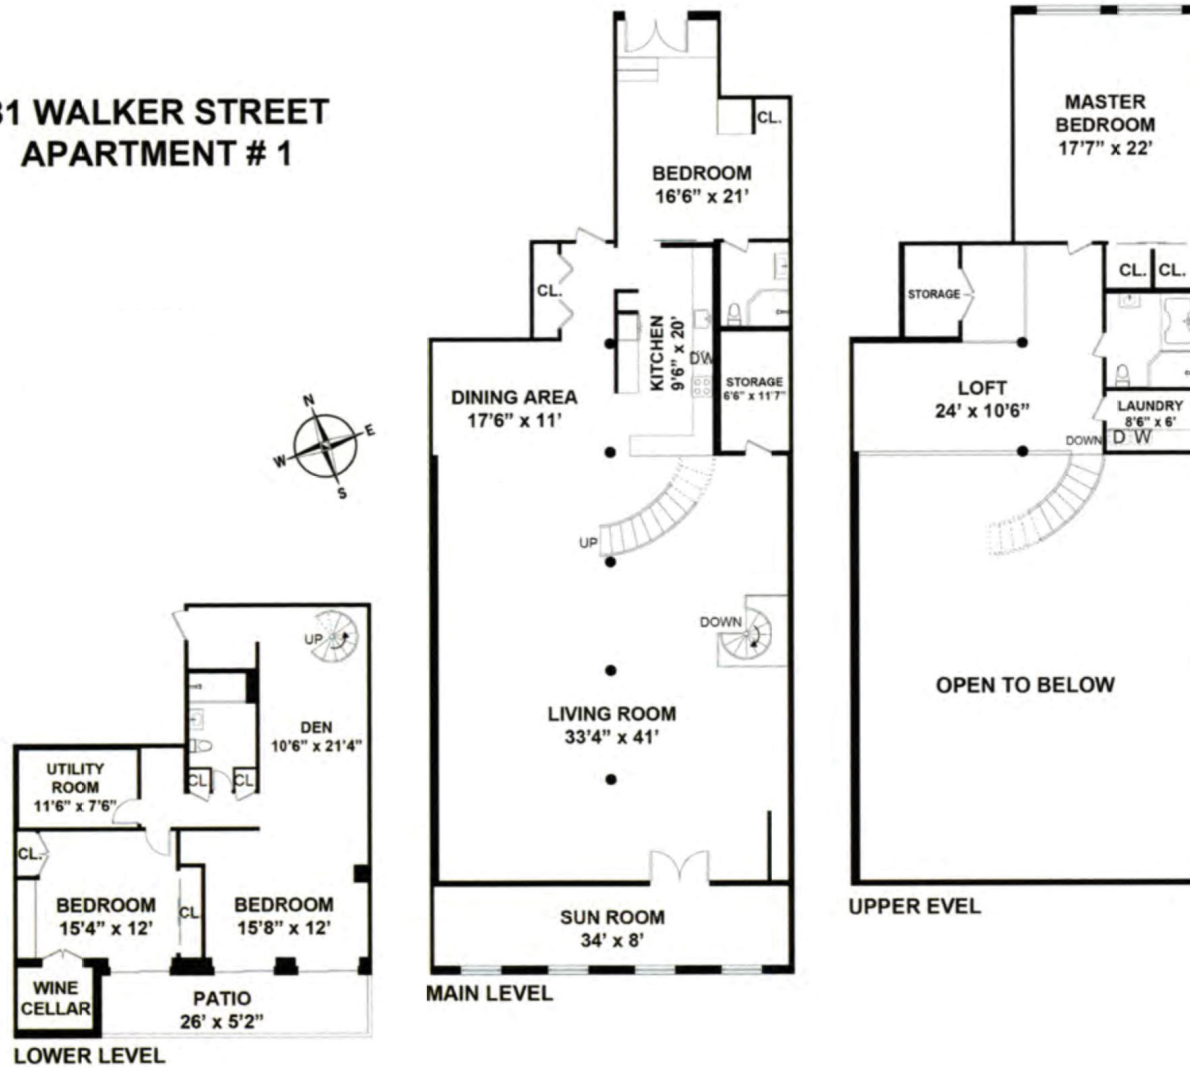 31 WALKER STREET
APARTMENT # 1
N
E
W
S
UP
DEN
10'6" x 21'4"
UTILITY
ROOM
11'6" x 7'6"
CL
CL
CL.
BEDROOM
15'4" x 12'
CL
BEDROOM
15'8" x 12'
WINE
CELLAR
PATIO
26' x 5'2"
LOWER LEVEL
CL.
BEDROOM
16'6" x 21'
CL.
KITCHEN
9'6" x 20'
DW
DINING AREA
17'6" x 11'
STORAGE
6'6" x 11'7"
UP
DOWN
LIVING ROOM
33'4" x 41'
SUN ROOM
34' x 8'
MAIN LEVEL
MASTER
BEDROOM
17'7" x 22'
CL.
CL.
STORAGE
LOFT
24' x 10'6"
LAUNDRY
8'6" x 6'
D W
DOWN
OPEN TO BELOW
UPPER EVEL